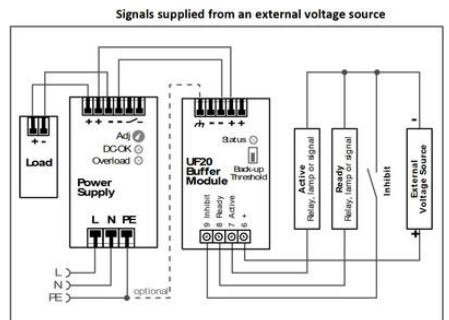 Signals supplied from an external voltage source
+ + - -
- - + +
+ -
Load
Adj
DC-OK
Overload
Power
Supply
L N PE
Status
UF20
Buffer
Module
Back-up
Threshold
9 Inhibit
8 Ready
7 Active
6 +
Active
Relay, lamp or signal
Ready
Relay, lamp or signal
Inhibit
-
External
Voltage Source
+
L
N
PE
optional